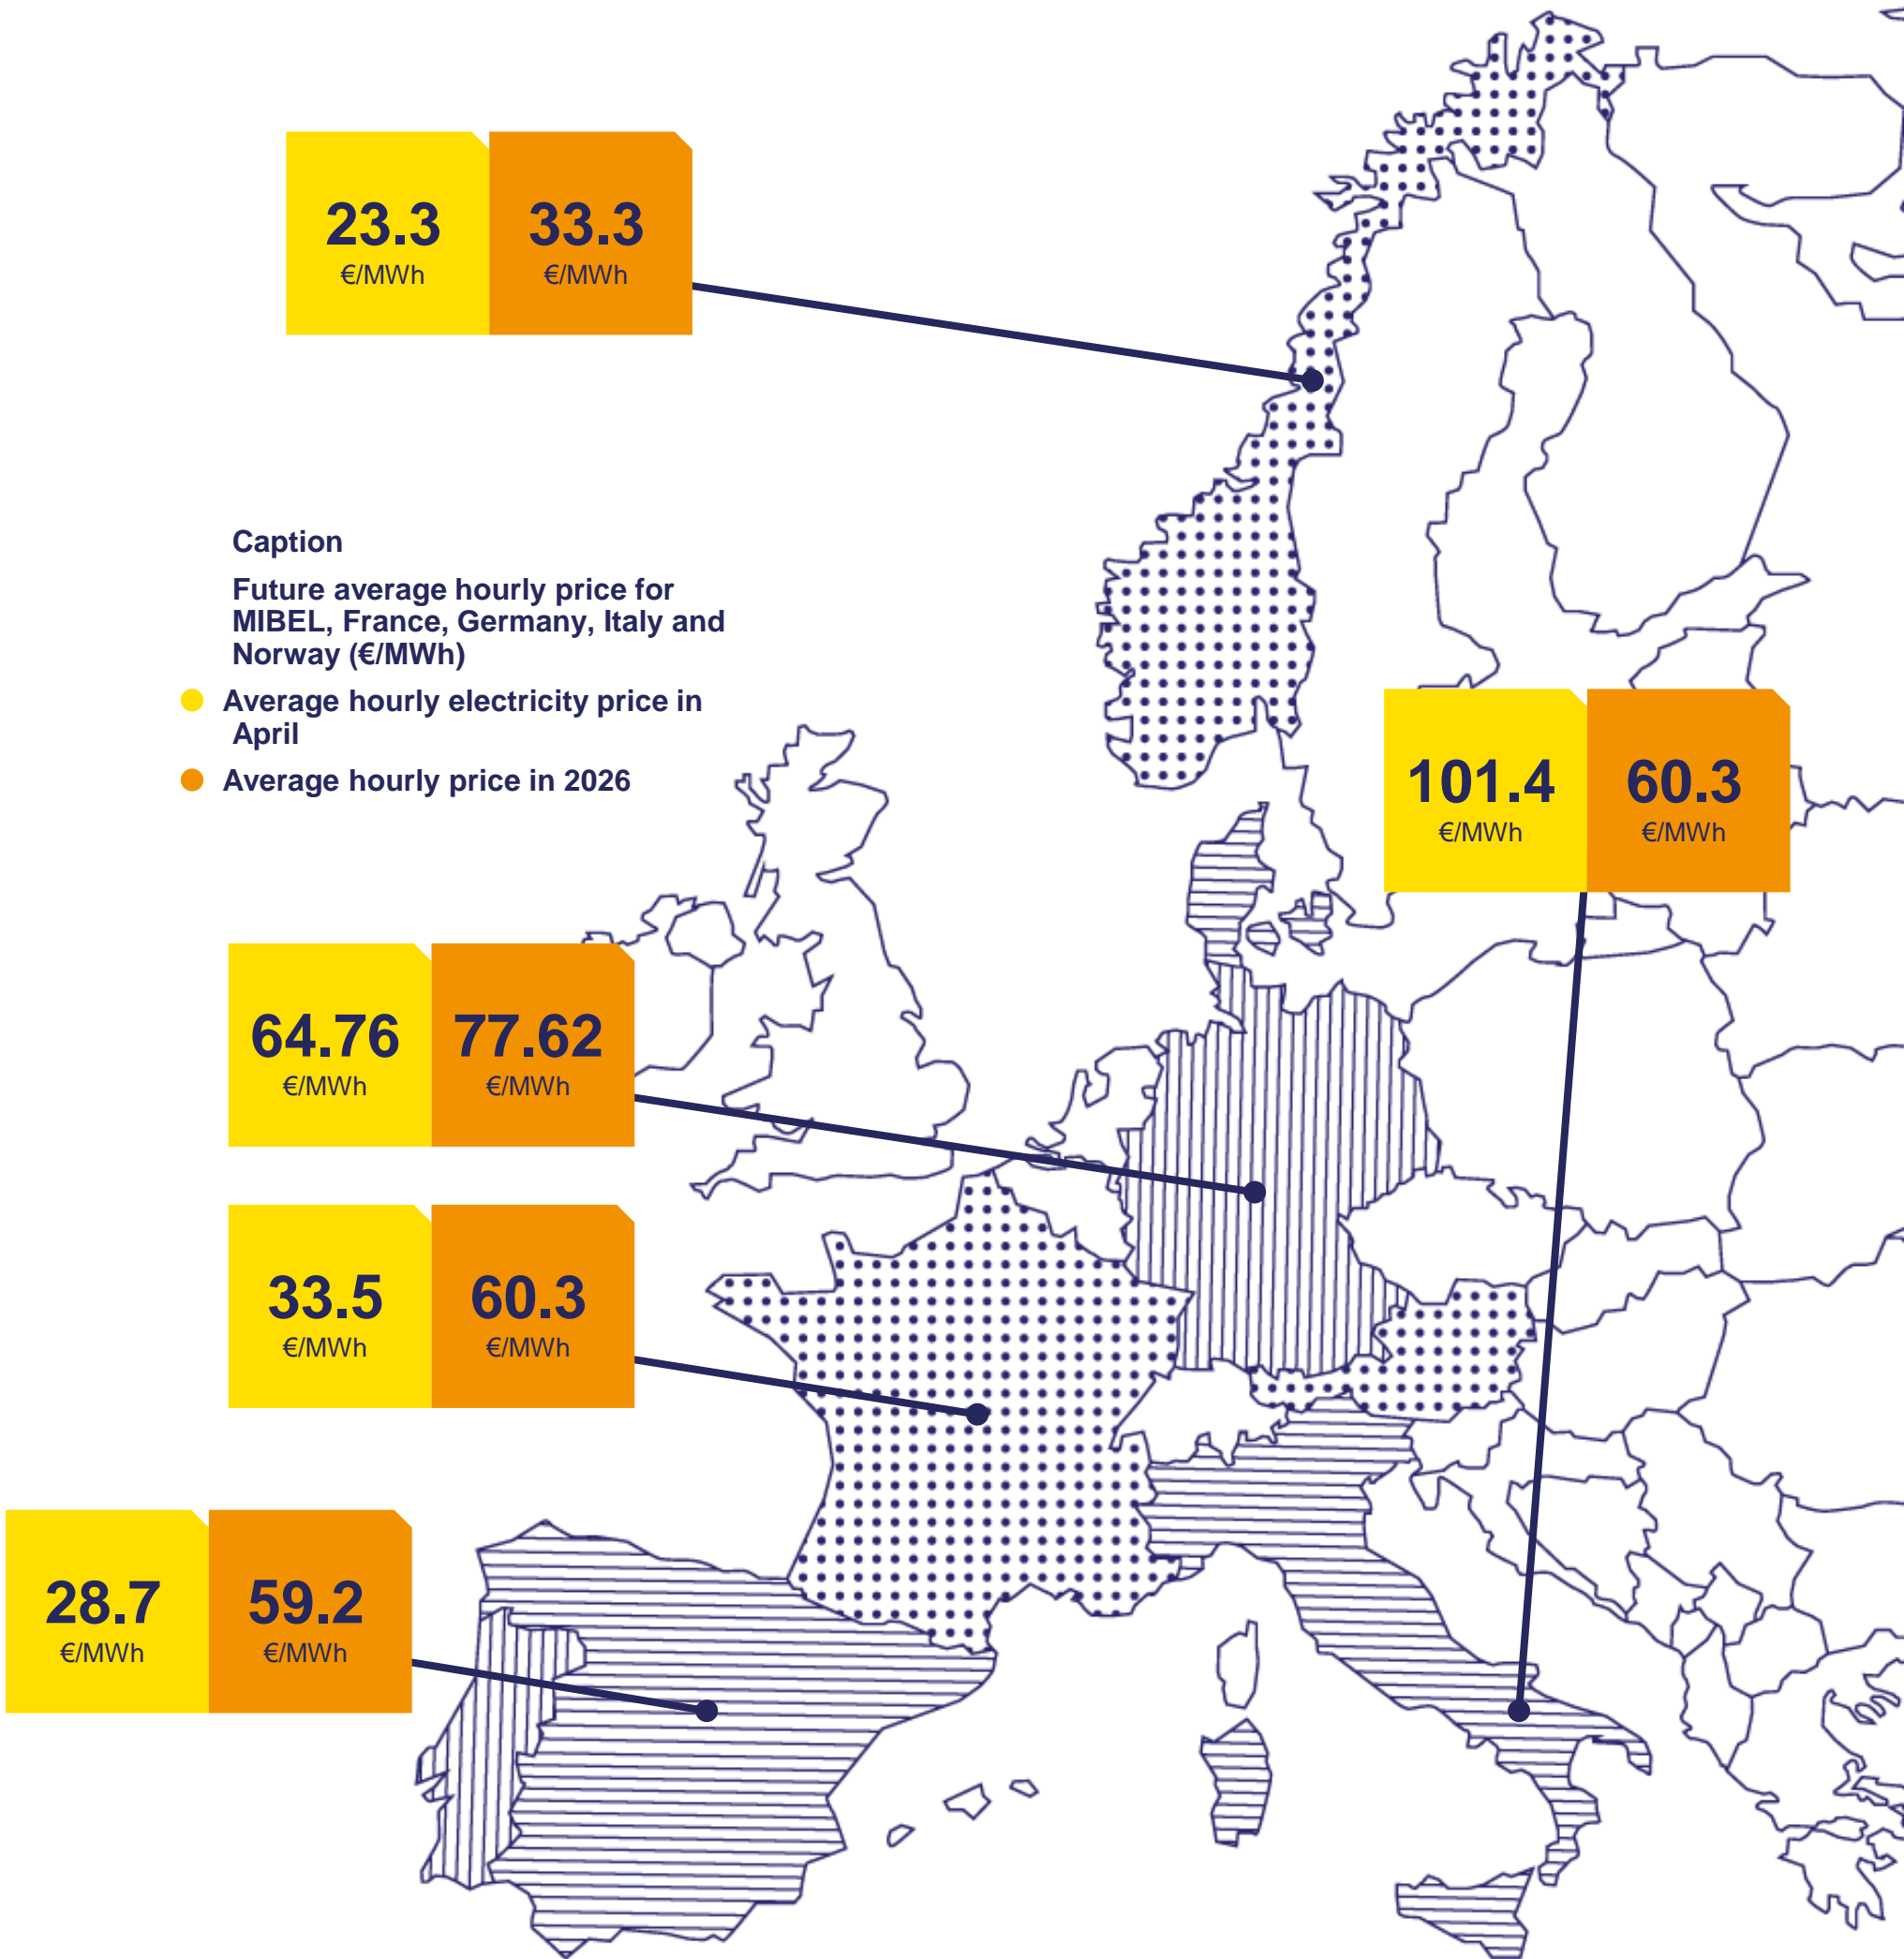 23.3
€/MWh
33.3
€/MWh
Caption
Future average hourly price for
MIBEL, France, Germany, Italy and
Norway (€/MWh)
Average hourly electricity price in
April
Average hourly price in 2026
101.4
€/MWh
60.3
€/MWh
64.76
€/MWh
77.62
€/MWh
33.5
€/MWh
60.3
€/MWh
28.7
€/MWh
59.2
€/MWh